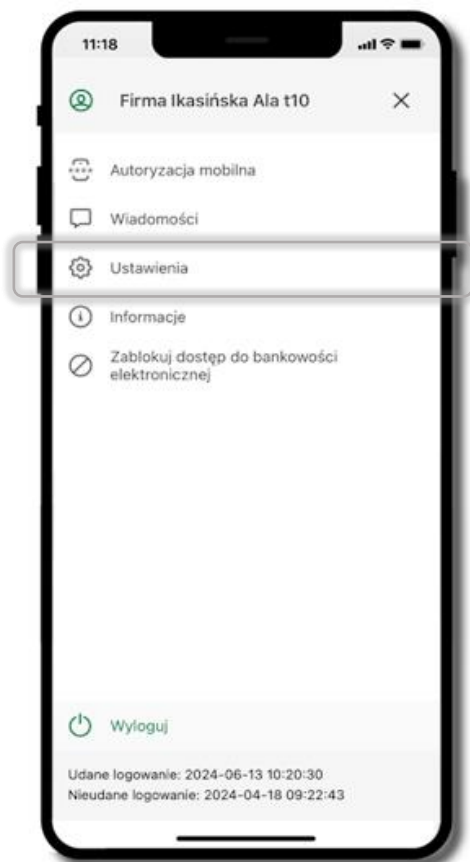 11:18
Firma Ikasińska Ala t10
Autoryzacja mobilna
Wiadomości
Ustawienia
Informacje
Zablokuj dostęp do bankowości
elektronicznej
Wyloguj
Udane logowanie: 2024-06-13 10:20:30
Nieudane logowanie: 2024-04-18 09:22:43